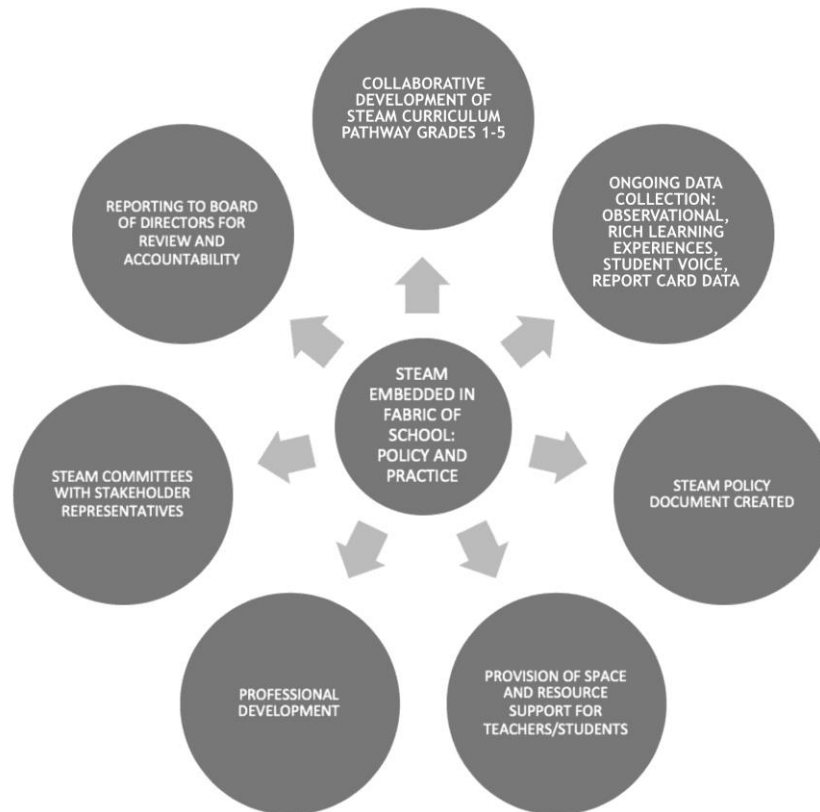 COLLABORATIVE
DEVELOPMENT OF
STEAM CURRICULUM
PATHWAY GRADES 1-5
ONGOING DATA
COLLECTION:
OBSERVATIONAL,
RICH LEARNING
EXPERIENCES,
STUDENT VOICE,
REPORT CARD DATA
STEAM POLICY
DOCUMENT CREATED
PROVISION OF SPACE
AND RESOURCE
SUPPORT FOR
TEACHERS/STUDENTS
PROFESSIONAL
DEVELOPMENT
STEAM COMMITTEES
WITH STAKEHOLDER
REPRESENTATIVES
REPORTING TO BOARD
OF DIRECTORS FOR
REVIEW AND
ACCOUNTABILITY
STEAM
EMBEDDED IN
FABRIC OF
SCHOOL:
POLICY AND
PRACTICE